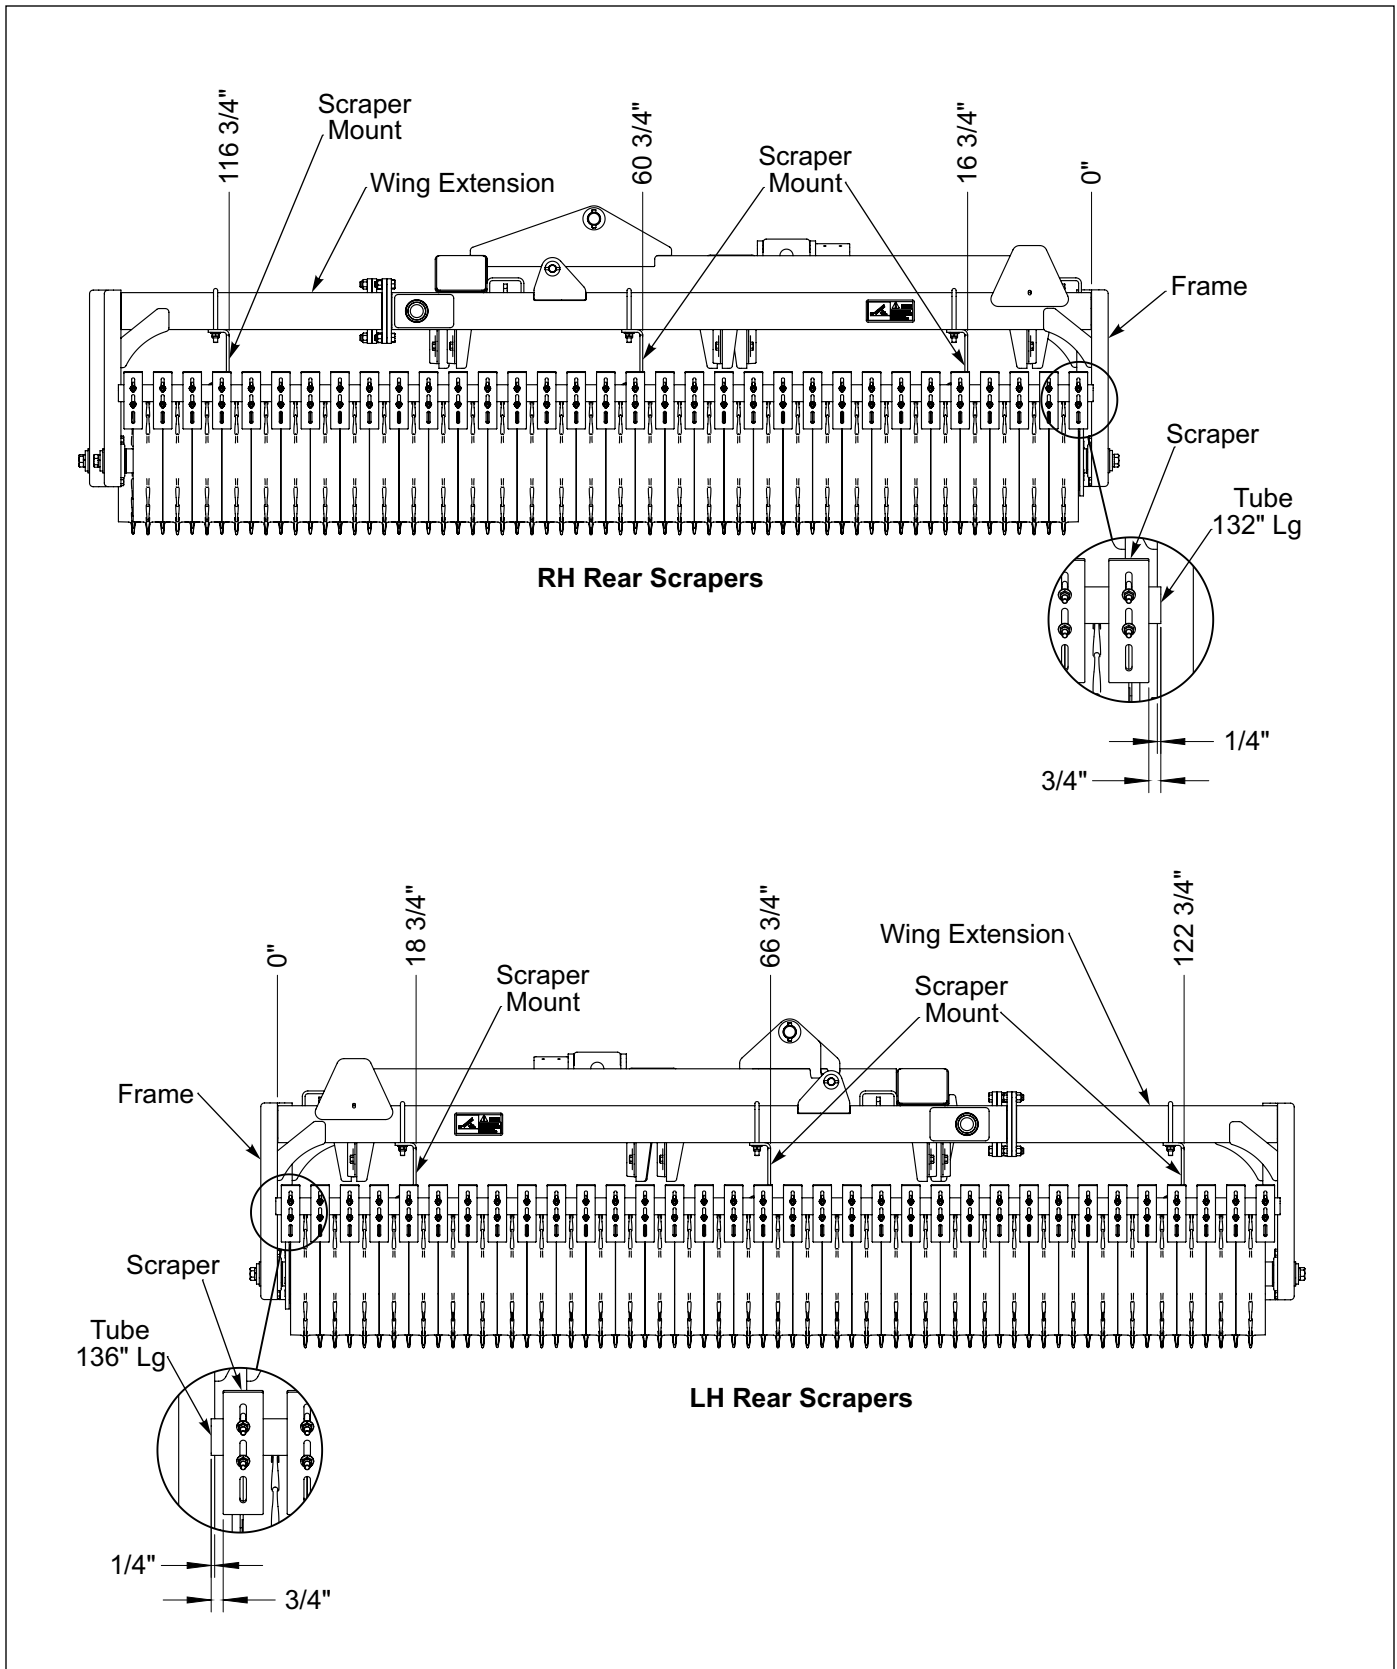 116 3/4"
Scraper
Mount
Wing Extension
60 3/4"
Scraper
Mount
16 3/4"
0"
Frame
Scraper
Tube
132" Lg
RH Rear Scrapers
1/4"
3/4"
0"
18 3/4"
Scraper
Mount
66 3/4"
Wing Extension
Scraper
Mount
122 3/4"
Frame
Scraper
Tube
136" Lg
LH Rear Scrapers
1/4"
3/4"